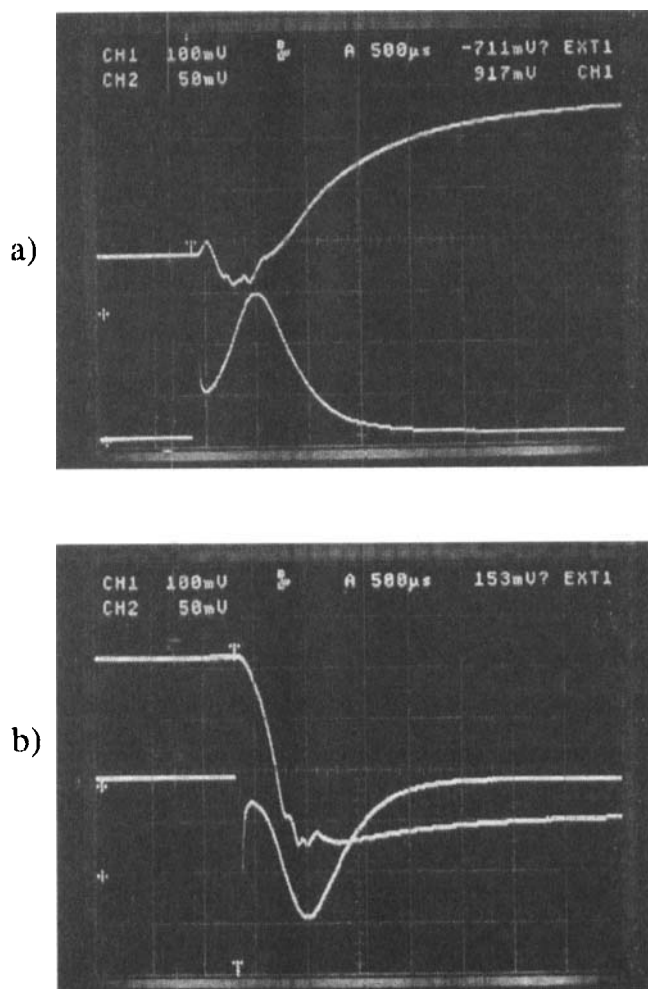 a)
CH1 100mV A 500µs -711mV? EXT1
CH2 50mV 917mV CH1
b)
CH1 100mV A 500µs 153mV? EXT1
CH2 50mV